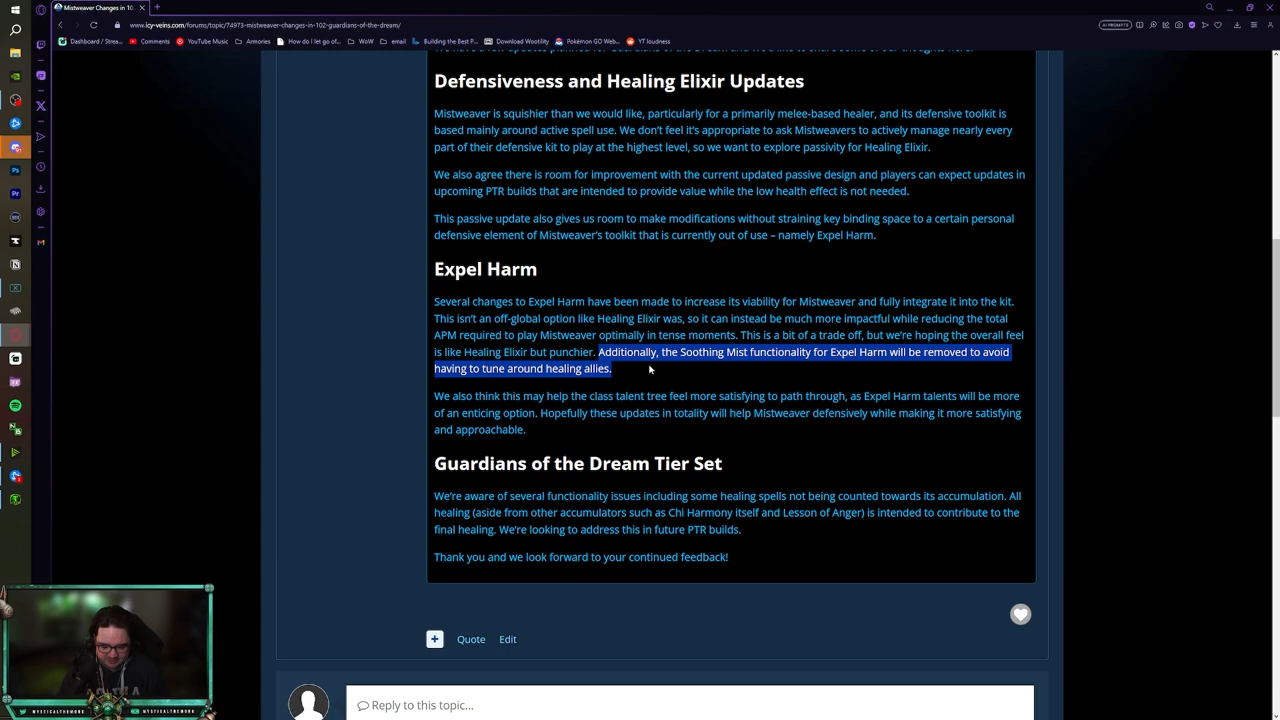 Mistweaver Changes in 10.
www.icy-veins.com/forums/topic/74973-mistweaver-changes-in-102-guardians-of-the-dream/
AI PROMPTS
Dashboard / Strea...
Comments
YouTube Music
Armories
How do I let go of...
WoW
email
Building the Best P...
Download Wootility
Pokémon GO Web...
YT loudness
Defensiveness and Healing Elixir Updates
Mistweaver is squishier than we would like, particularly for a primarily melee-based healer, and its defensive toolkit is
based mainly around active spell use. We don't feel it's appropriate to ask Mistweavers to actively manage nearly every
part of their defensive kit to play at the highest level, so we want to explore passivity for Healing Elixir.
We also agree there is room for improvement with the current updated passive design and players can expect updates in
upcoming PTR builds that are intended to provide value while the low health effect is not needed.
This passive update also gives us room to make modifications without straining key binding space to a certain personal
defensive element of Mistweaver's toolkit that is currently out of use – namely Expel Harm.
Expel Harm
Several changes to Expel Harm have been made to increase its viability for Mistweaver and fully integrate it into the kit.
This isn't an off-global option like Healing Elixir was, so it can instead be much more impactful while reducing the total
APM required to play Mistweaver optimally in tense moments. This is a bit of a trade off, but we're hoping the overall feel
is like Healing Elixir but punchier. Additionally, the Soothing Mist functionality for Expel Harm will be removed to avoid
having to tune around healing allies.
We also think this may help the class talent tree feel more satisfying to path through, as Expel Harm talents will be more
of an enticing option. Hopefully these updates in totality will help Mistweaver defensively while making it more satisfying
and approachable.
Guardians of the Dream Tier Set
We're aware of several functionality issues including some healing spells not being counted towards its accumulation. All
healing (aside from other accumulators such as Chi Harmony itself and Lesson of Anger) is intended to contribute to the
final healing. We're looking to address this in future PTR builds.
Thank you and we look forward to your continued feedback!
Quote
Edit
Reply to this topic...
MYSTICALTHEMONK
MYSTICALTHEMONK